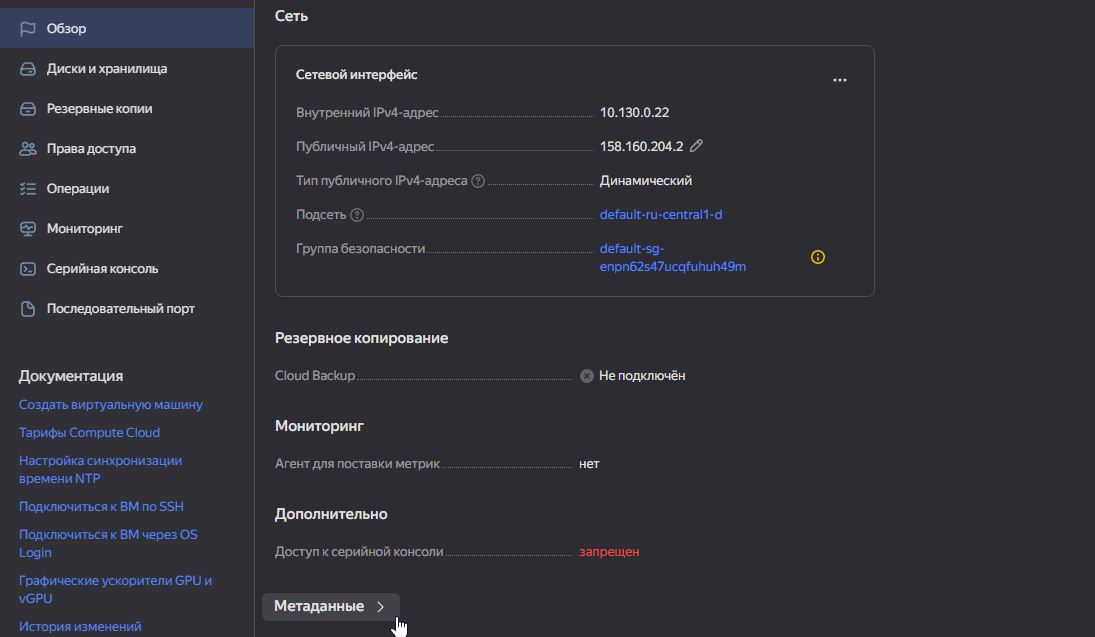 Обзор
Диски и хранилища
Резервные копии
Права доступа
Операции
Мониторинг
Серийная консоль
Последовательный порт
Документация
Создать виртуальную машину
Тарифы Compute Cloud
Настройка синхронизации
времени NTP
Подключиться к ВМ по SSH
Подключиться к ВМ через OS
Login
Графические ускорители GPU и
vGPU
История изменений
Сеть
Сетевой интерфейс
Внутренний IPv4-адрес 10.130.0.22
Публичный IPv4-адрес 158.160.204.2
Тип публичного IPv4-адреса Динамический
Подсеть default-ru-central1-d
Группа безопасности default-sg-
enpn62s47ucqfuhuh49m
Резервное копирование
Cloud Backup Не подключён
Мониторинг
Агент для поставки метрик нет
Дополнительно
Доступ к серийной консоли запрещен
Метаданные